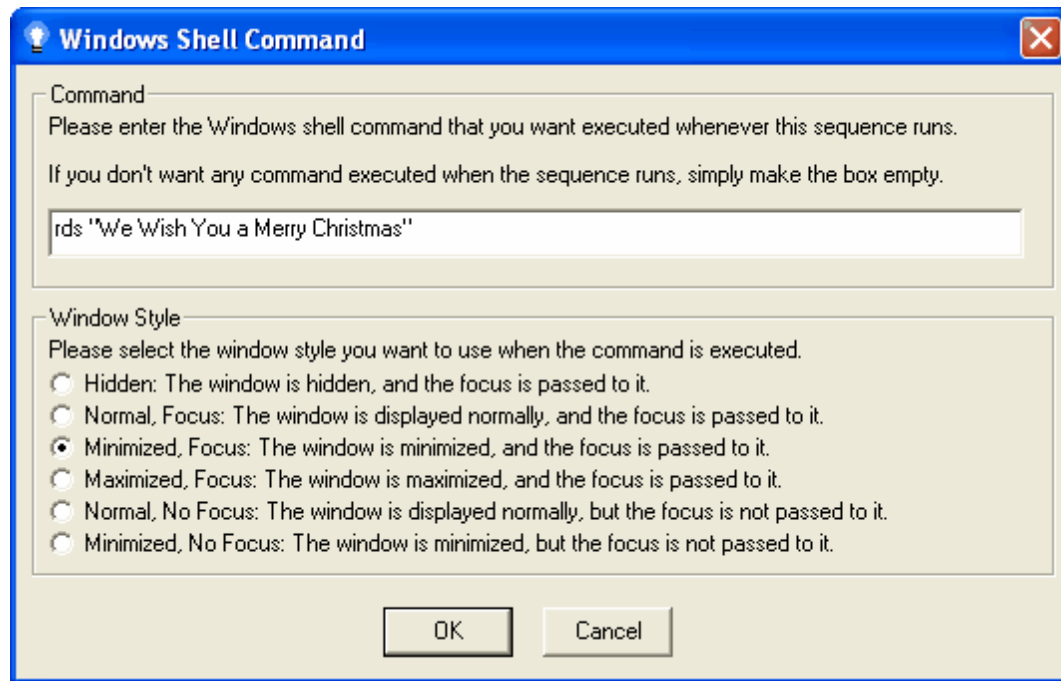 Windows Shell Command
Command
Please enter the Windows shell command that you want executed whenever this sequence runs.
If you don't want any command executed when the sequence runs, simply make the box empty.
rds "We Wish You a Merry Christmas"
Window Style
Please select the window style you want to use when the command is executed.
Hidden: The window is hidden, and the focus is passed to it.
Normal, Focus: The window is displayed normally, and the focus is passed to it.
Minimized, Focus: The window is minimized, and the focus is passed to it.
Maximized, Focus: The window is maximized, and the focus is passed to it.
Normal, No Focus: The window is displayed normally, but the focus is not passed to it.
Minimized, No Focus: The window is minimized, but the focus is not passed to it.
OK Cancel